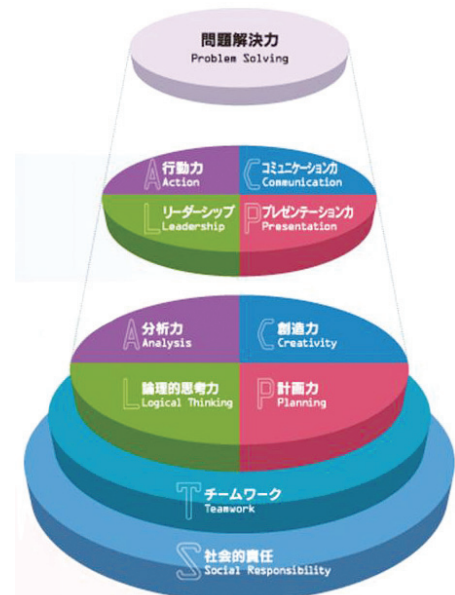 問題解決力
Problem Solving
A 行動力
Action
C コミュニケーション力
Communication
L リーダーシップ
Leadership
P プレゼンテーション力
Presentation
A 分析力
Analysis
C 創造力
Creativity
L 論理的思考力
Logical Thinking
P 計画力
Planning
T チームワーク
Teamwork
S 社会的責任
Social Responsibility